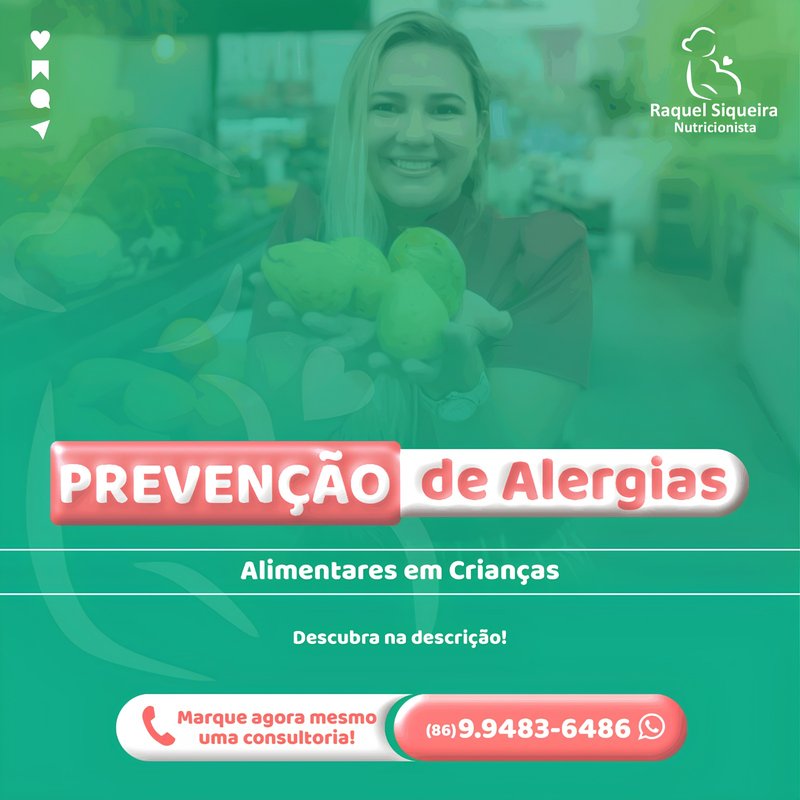 Raquel Siqueira
Nutricionista
PREVENÇÃO de Alergias
Alimentares em Crianças
Descubra na descrição!
Marque agora mesmo
uma consultoria!
(86)9.9483-6486